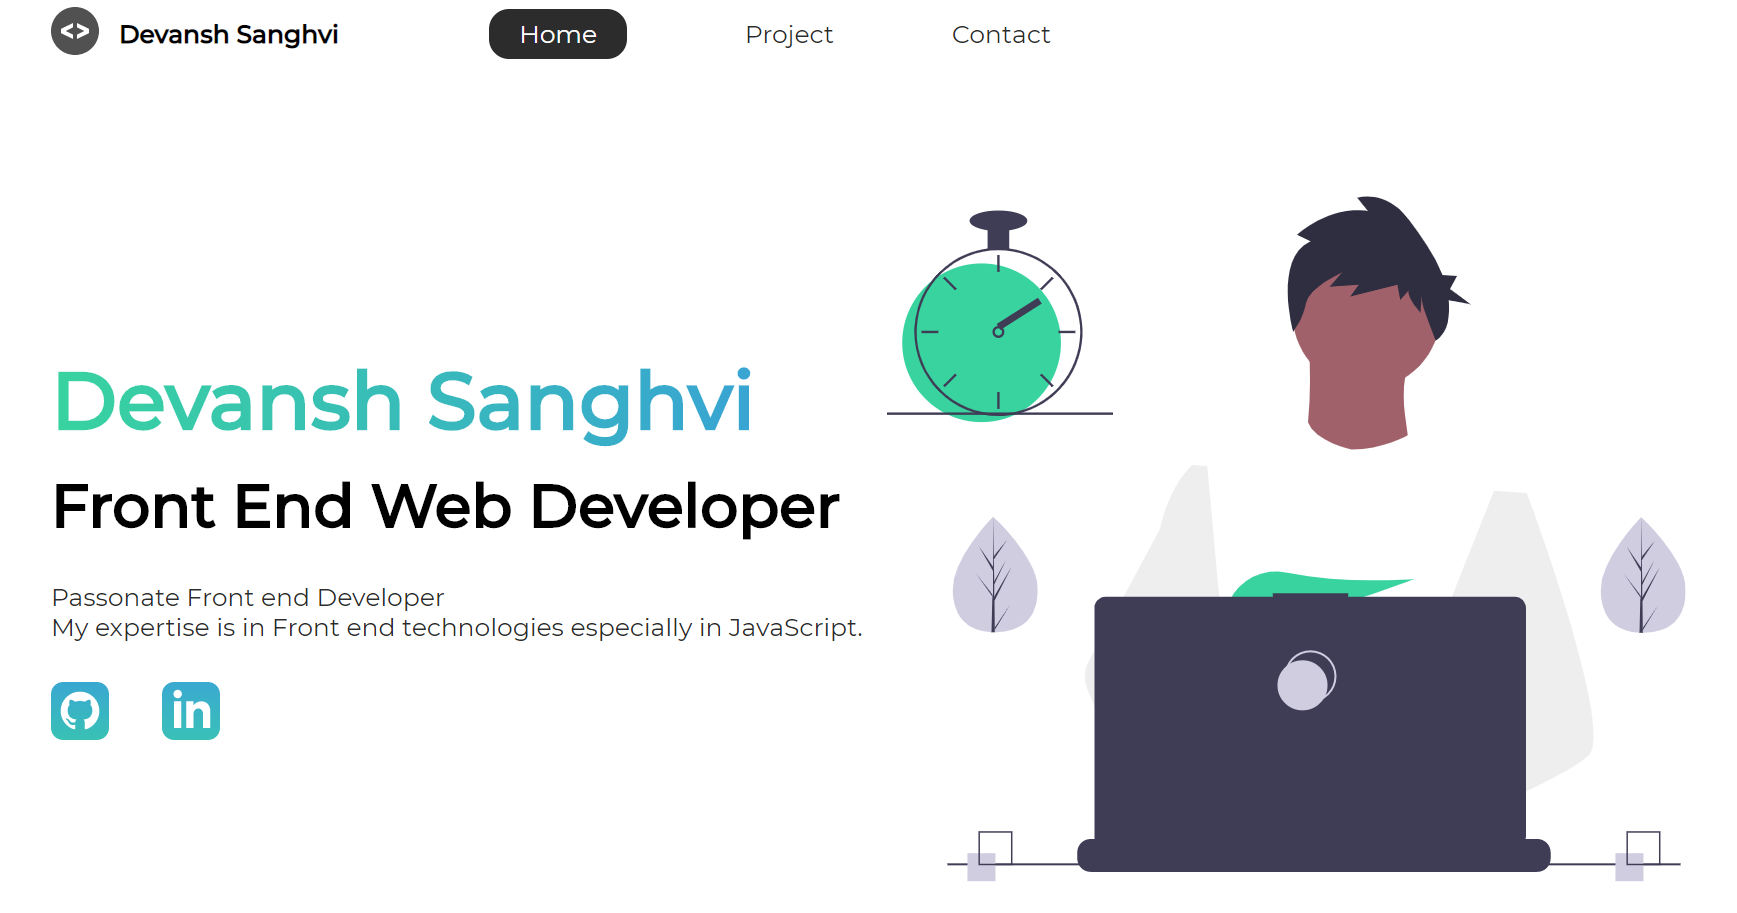 Devansh Sanghvi
Home
Project
Contact
Devansh Sanghvi
Front End Web Developer
Passonate Front end Developer
My expertise is in Front end technologies especially in JavaScript.
in